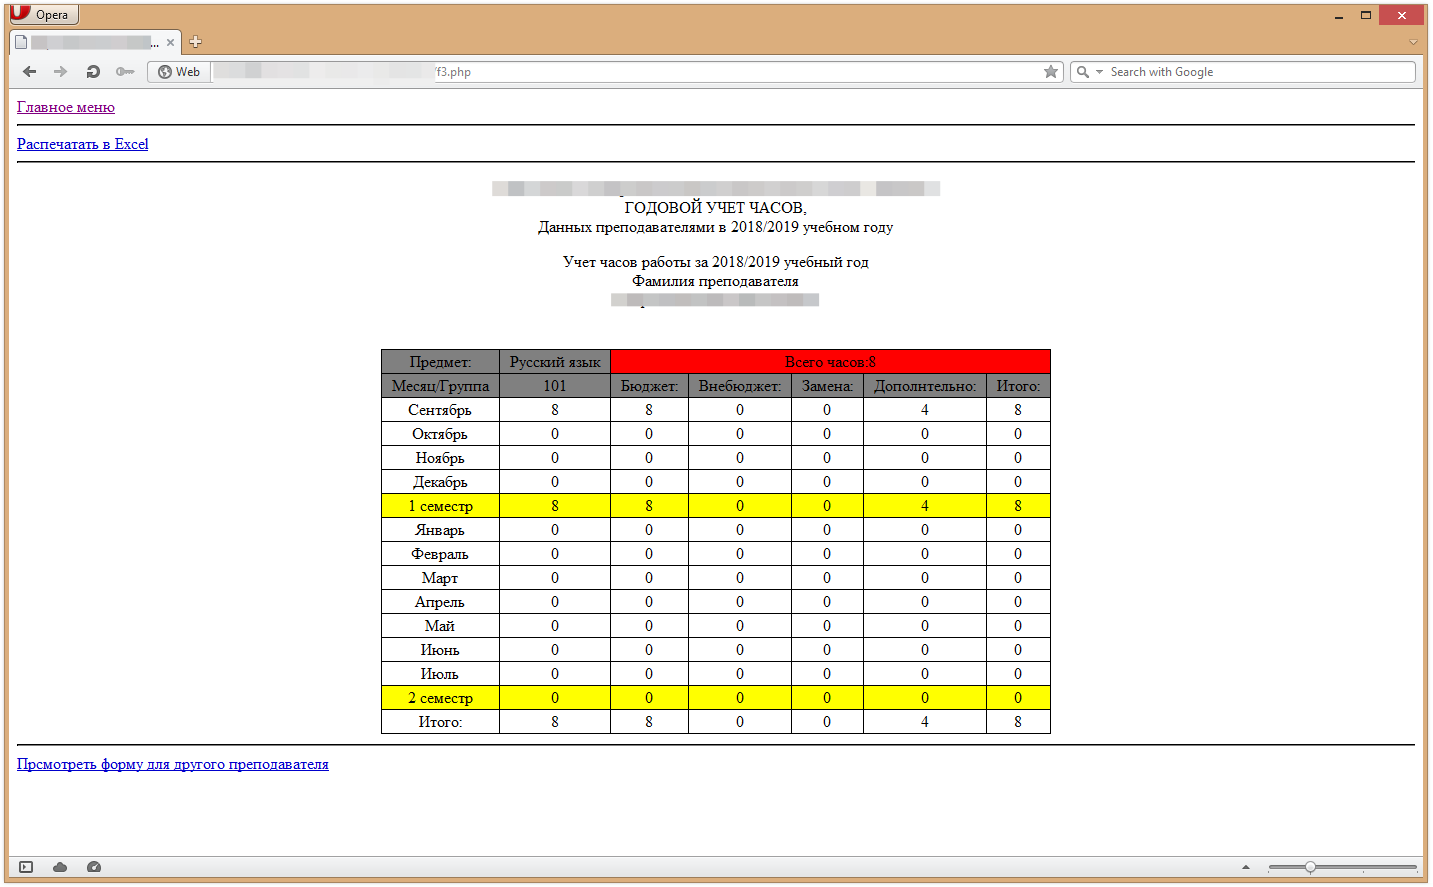 Opera
...
Web /f3.php Search with Google
Главное меню
Распечатать в Excel
ГОДОВОЙ УЧЕТ ЧАСОВ,
Данных преподавателями в 2018/2019 учебном году
Учет часов работы за 2018/2019 учебный год
Фамилия преподавателя
Предмет: Русский язык Всего часов:8
Месяц/Группа 101 Бюджет: Внебюджет: Замена: Дополнтельно: Итого:
Сентябрь 8 8 0 0 4 8
Октябрь 0 0 0 0 0 0
Ноябрь 0 0 0 0 0 0
Декабрь 0 0 0 0 0 0
1 семестр 8 8 0 0 4 8
Январь 0 0 0 0 0 0
Февраль 0 0 0 0 0 0
Март 0 0 0 0 0 0
Апрель 0 0 0 0 0 0
Май 0 0 0 0 0 0
Июнь 0 0 0 0 0 0
Июль 0 0 0 0 0 0
2 семестр 0 0 0 0 0 0
Итого: 8 8 0 0 4 8
Прсмотреть форму для другого преподавателя